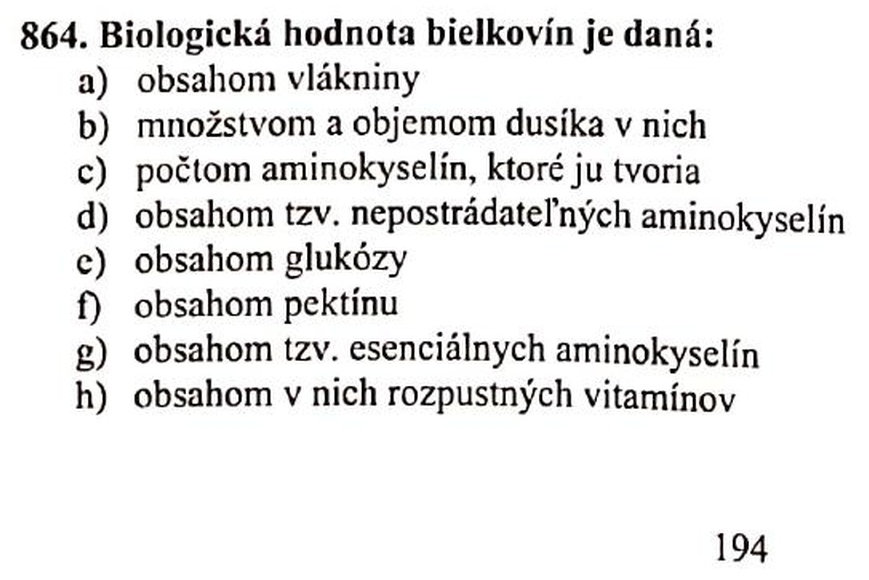 864. Biologická hodnota bielkovín je daná:
a) obsahom vlákniny
b) množstvom a objemom dusíka v nich
c) počtom aminokyselín, ktoré ju tvoria
d) obsahom tzv. nepostrádateľných aminokyselín
e) obsahom glukózy
f) obsahom pektínu
g) obsahom tzv. esenciálnych aminokyselín
h) obsahom v nich rozpustných vitamínov
194